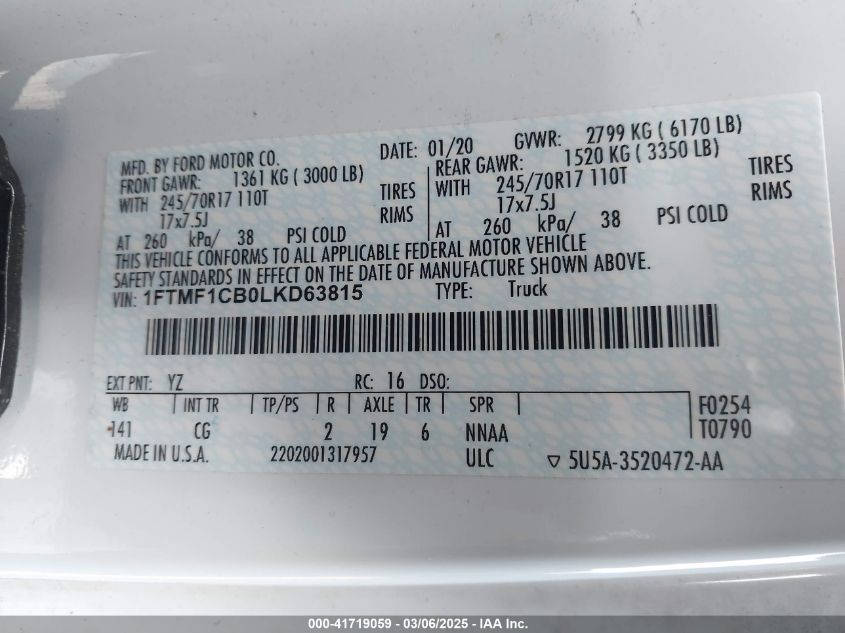 MFD. BY FORD MOTOR CO.
DATE: 01/20 GVWR: 2799 KG ( 6170 LB)
FRONT GAWR: 1361 KG ( 3000 LB)
WITH 245/70R17 110T TIRES
17x7.5J RIMS
AT 260 kPa/ 38 PSI COLD
REAR GAWR: 1520 KG ( 3350 LB)
WITH 245/70R17 110T TIRES
17x7.5J RIMS
AT 260 kPa/ 38 PSI COLD
THIS VEHICLE CONFORMS TO ALL APPLICABLE FEDERAL MOTOR VEHICLE
SAFETY STANDARDS IN EFFECT ON THE DATE OF MANUFACTURE SHOWN ABOVE.
VIN: 1FTMF1CB0LKD63815 TYPE: Truck
EXT PNT: YZ RC: 16 DSO:
WB INT TR TP/PS R AXLE TR SPR F0254
141 CG 2 19 6 NNAA T0790
MADE IN U.S.A. 2202001317957 ULC ▽ 5U5A-3520472-AA
000-41719059 - 03/06/2025 - IAA Inc.